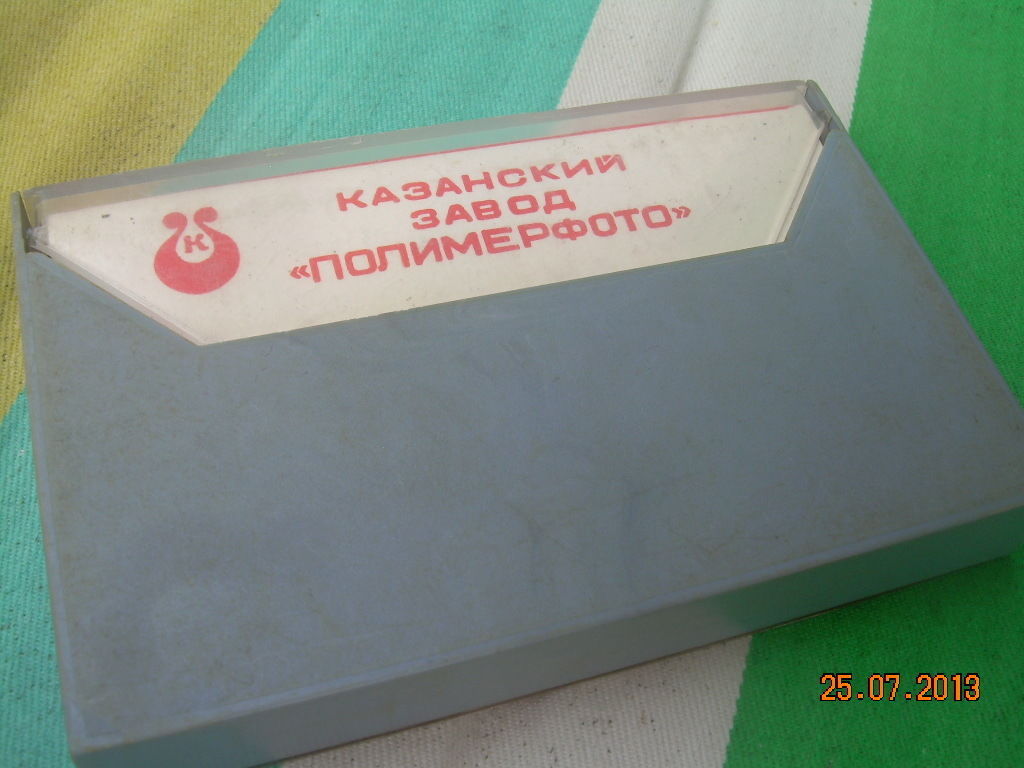 К
КАЗАНСКИЙ
ЗАВОД
«ПОЛИМЕРФОТО»
25.07.2013